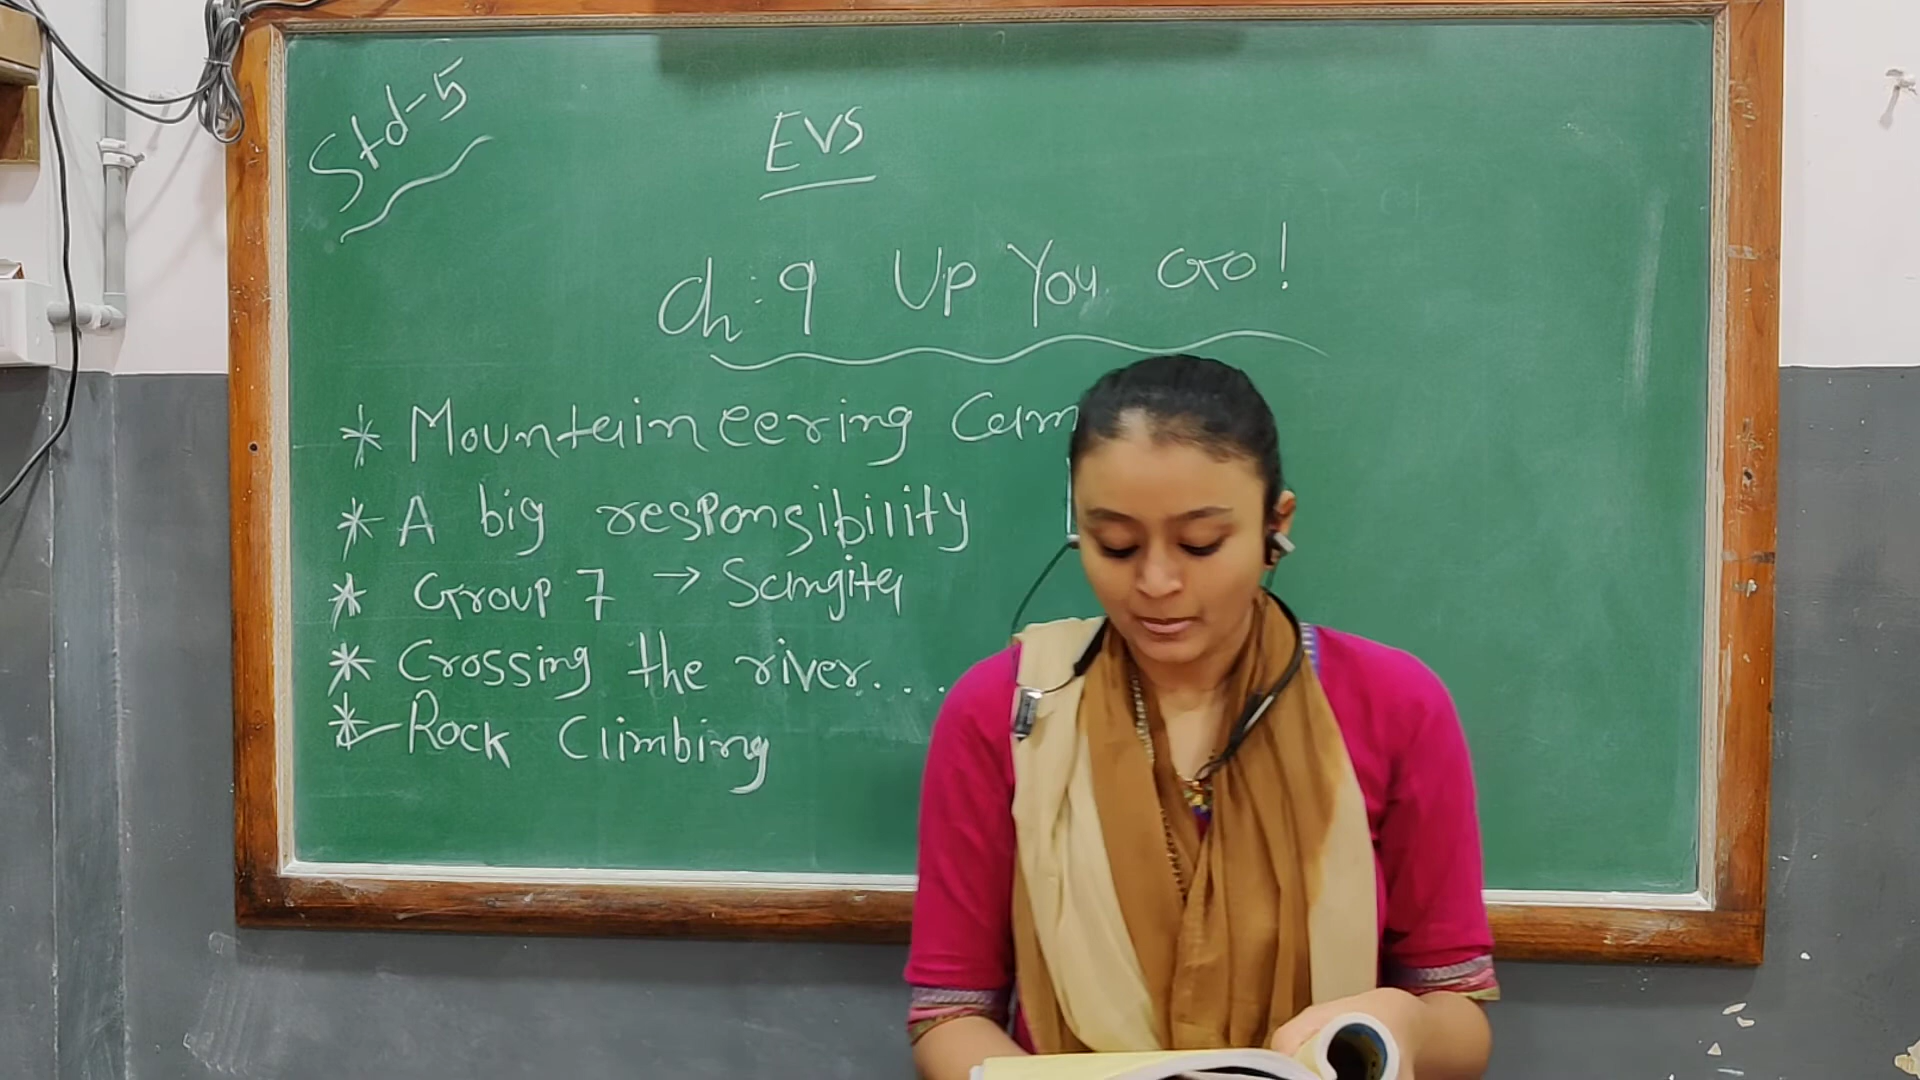 Std-5
EVS
Ch:9 Up You Go!
* Mountaineering Cam
* A big responsibility
* Group 7 → Sangita
* Crossing the river....
* Rock Climbing